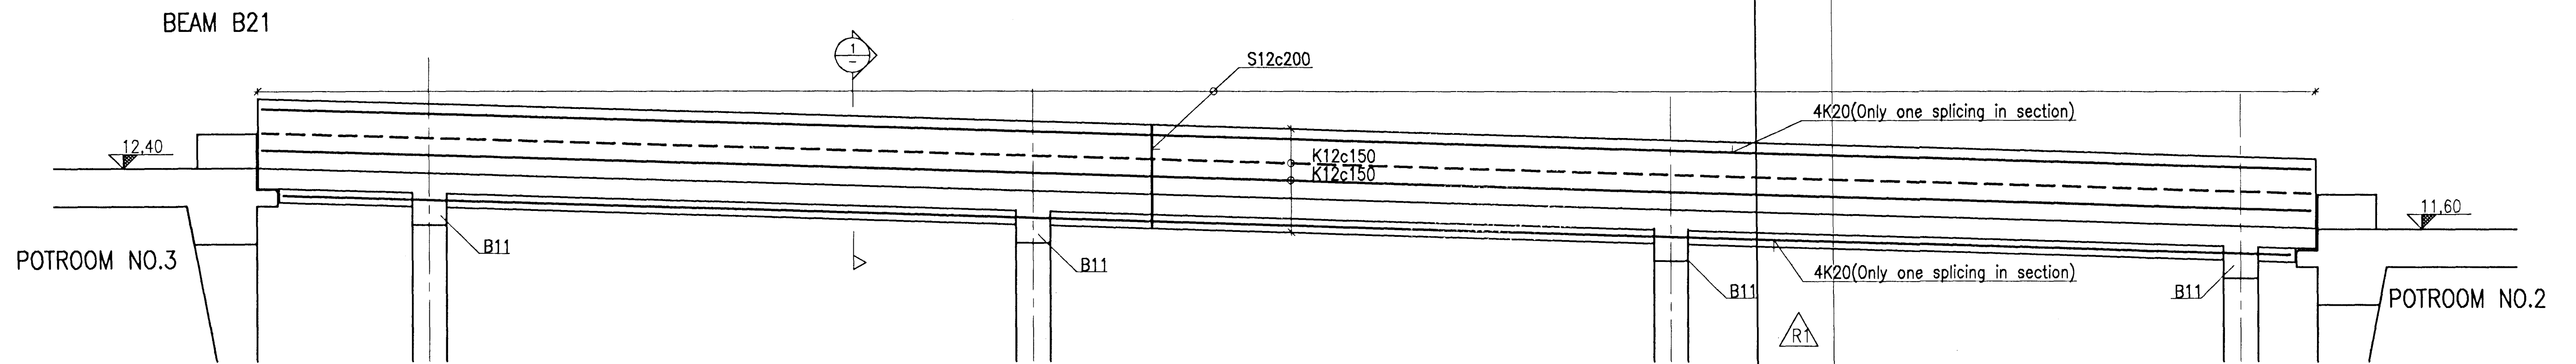 BEAM B21
1
S12c200
4K20(Only one splicing in section)
12,40
K12c150
K12c150
11,60
B11
B11
B11
B11
POTROOM NO.3
4K20(Only one splicing in section)
POTROOM NO.2
R1